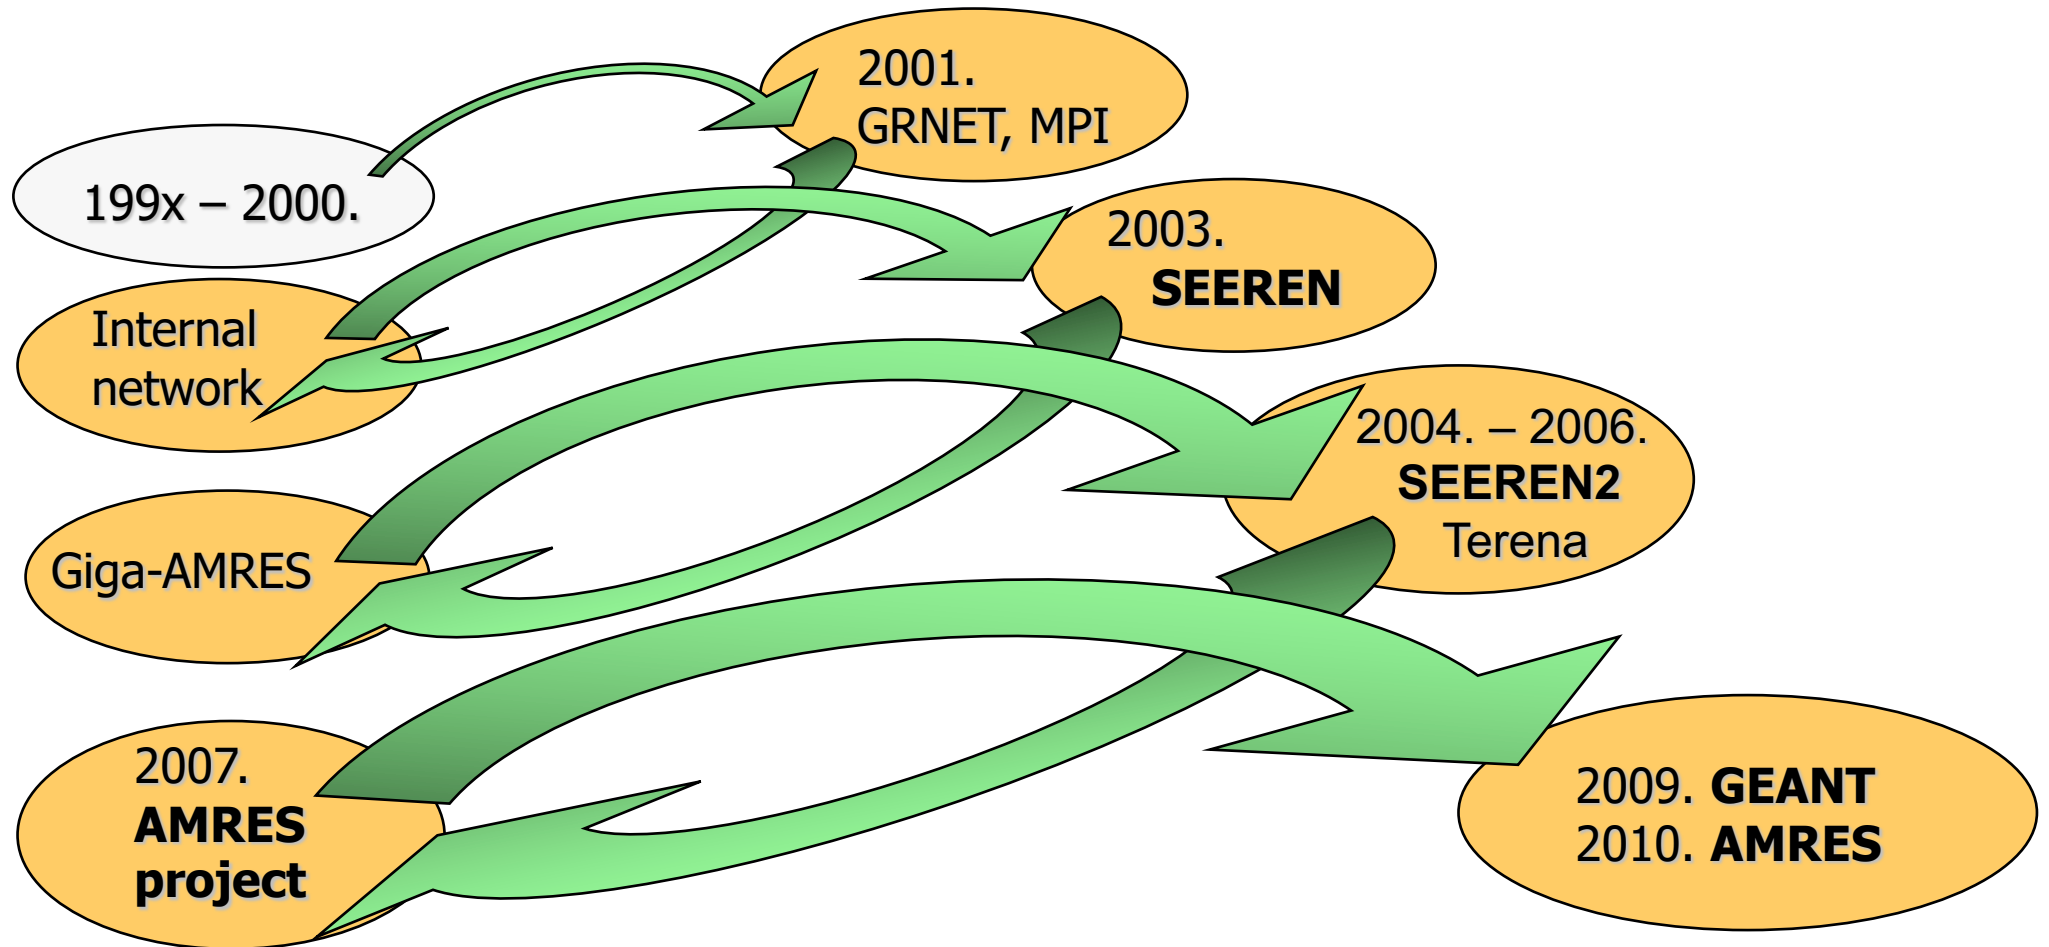 2001.
GRNET, MPI
199x – 2000.
2003.
SEEREN
Internal
network
2004. – 2006.
SEEREN2
Terena
Giga-AMRES
2007.
AMRES
project
2009. GEANT
2010. AMRES